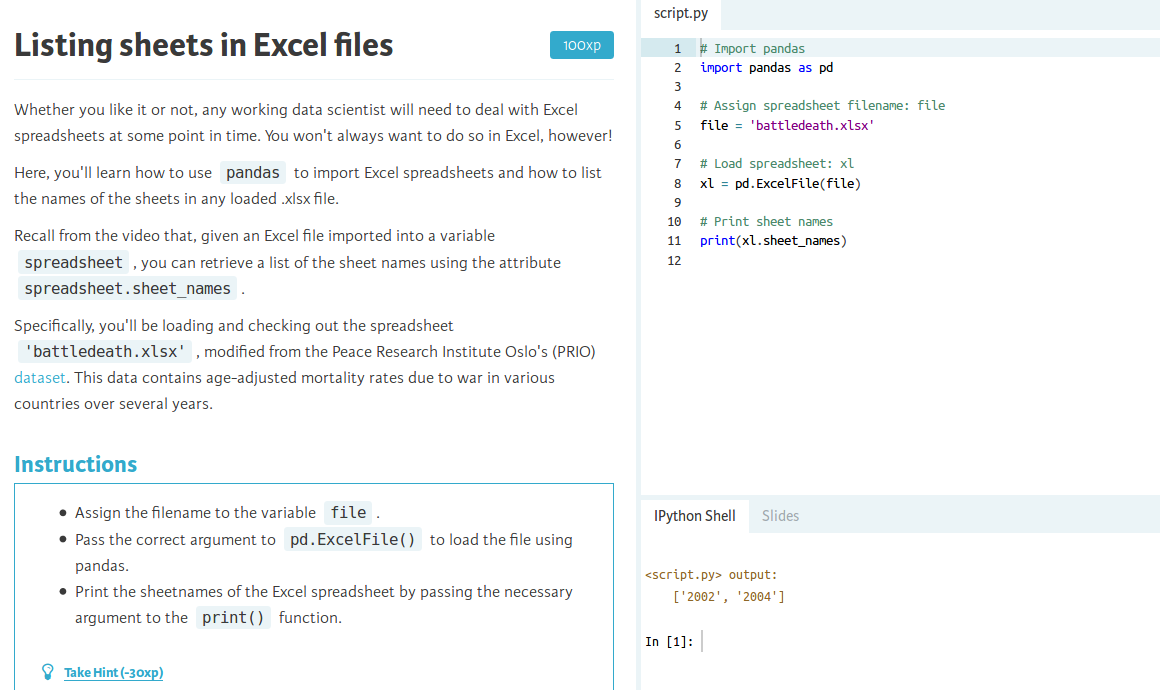 Listing sheets in Excel files
100xp
Whether you like it or not, any working data scientist will need to deal with Excel
spreadsheets at some point in time. You won't always want to do so in Excel, however!
Here, you'll learn how to use pandas to import Excel spreadsheets and how to list
the names of the sheets in any loaded .xlsx file.
Recall from the video that, given an Excel file imported into a variable
spreadsheet , you can retrieve a list of the sheet names using the attribute
spreadsheet.sheet_names .
Specifically, you'll be loading and checking out the spreadsheet
'battledeath.xlsx' , modified from the Peace Research Institute Oslo's (PRIO)
dataset. This data contains age-adjusted mortality rates due to war in various
countries over several years.
Instructions
• Assign the filename to the variable file .
• Pass the correct argument to pd.ExcelFile() to load the file using
pandas.
• Print the sheetnames of the Excel spreadsheet by passing the necessary
argument to the print() function.
Take Hint (-30xp)
script.py
1 # Import pandas
2 import pandas as pd
3
4 # Assign spreadsheet filename: file
5 file = 'battledeath.xlsx'
6
7 # Load spreadsheet: xl
8 xl = pd.ExcelFile(file)
9
10 # Print sheet names
11 print(xl.sheet_names)
12
IPython Shell
Slides
<script.py> output:
['2002', '2004']
In [1]: